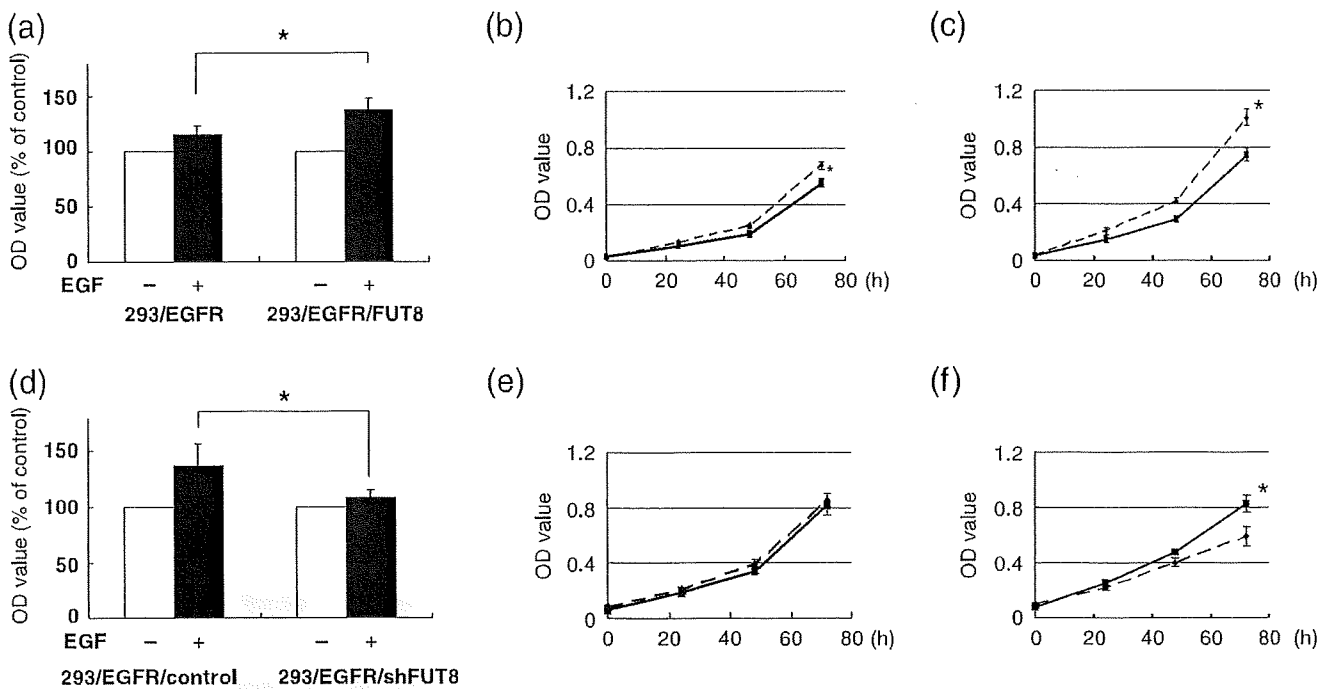 (a)
*
OD value (% of control)
150
100
50
0
EGF
− + − +
293/EGFR 293/EGFR/FUT8
(b)
OD value
1.2
0.8
0.4
0
*
0 20 40 60 80 (h)
(c)
OD value
1.2
0.8
0.4
0
*
0 20 40 60 80 (h)
(d)
*
OD value (% of control)
150
100
50
0
EGF
− + − +
293/EGFR/control 293/EGFR/shFUT8
(e)
OD value
1.2
0.8
0.4
0
0 20 40 60 80 (h)
(f)
OD value
1.2
0.8
0.4
0
*
0 20 40 60 80 (h)